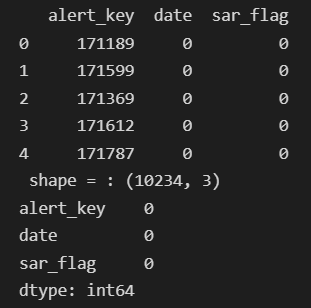 alert_key date sar_flag
0 171189 0 0
1 171599 0 0
2 171369 0 0
3 171612 0 0
4 171787 0 0
shape = : (10234, 3)
alert_key 0
date 0
sar_flag 0
dtype: int64